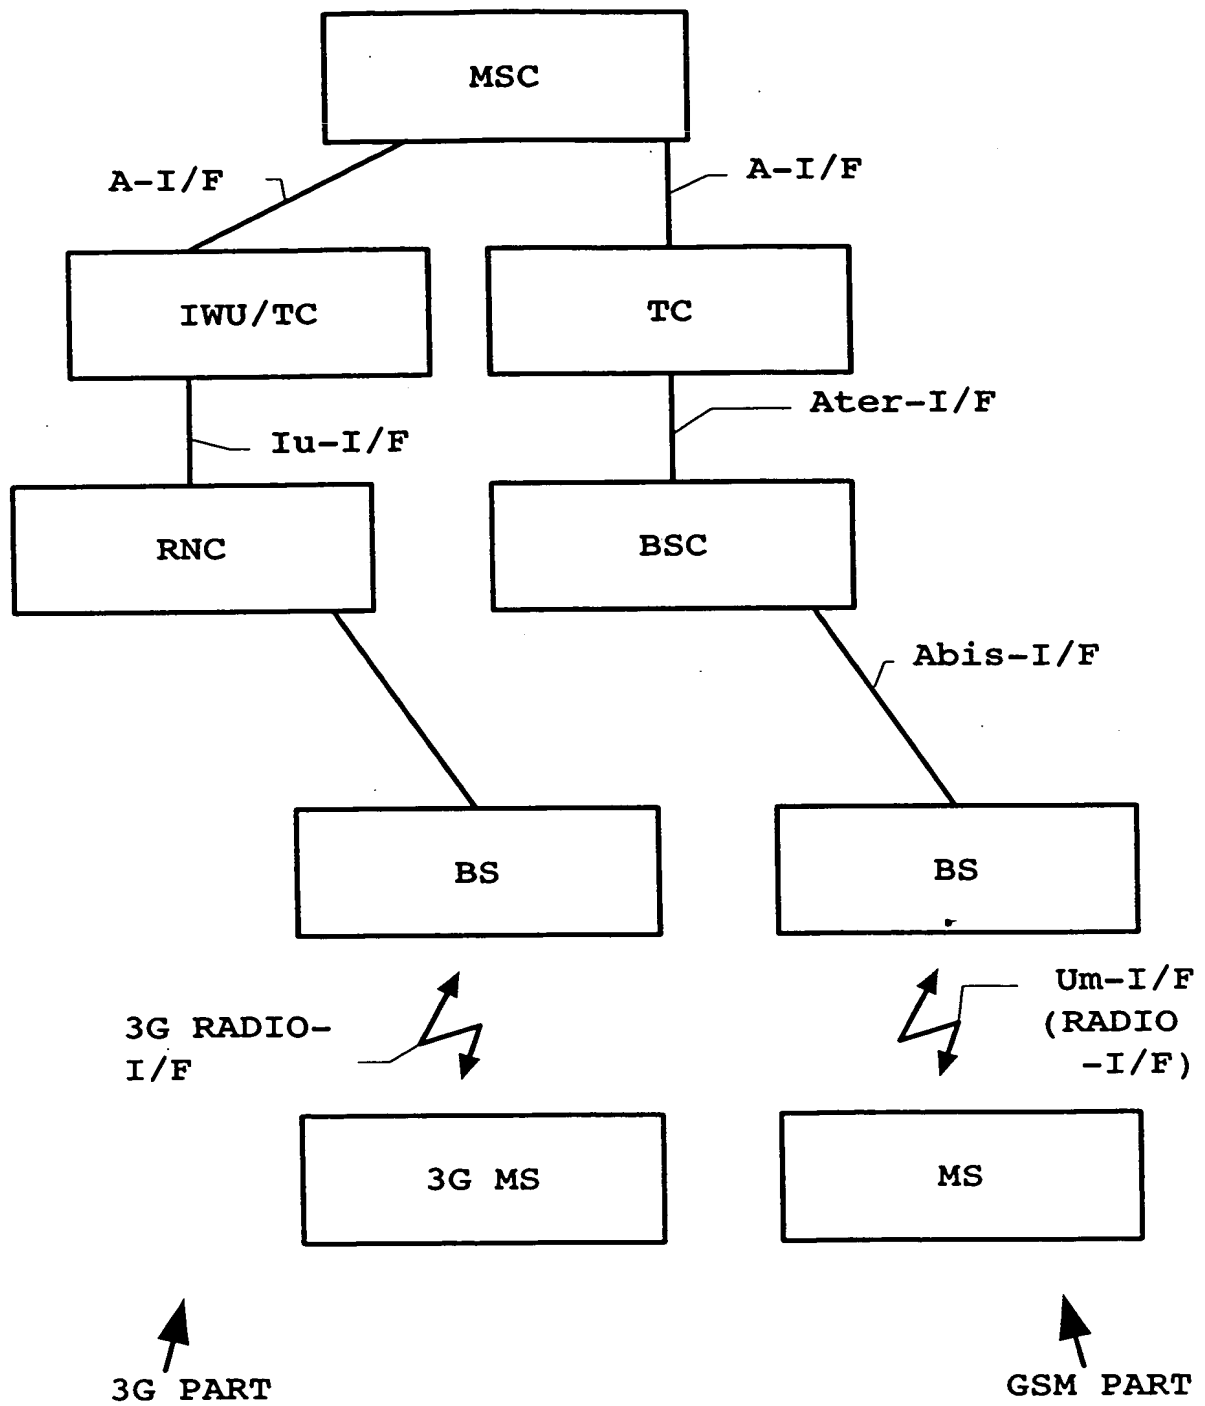 MSC
A-I/F
A-I/F
IWU/TC
TC
Ater-I/F
Iu-I/F
RNC
BSC
Abis-I/F
BS
BS
3G RADIO-
I/F
Um-I/F
(RADIO
-I/F)
3G MS
MS
3G PART
GSM PART